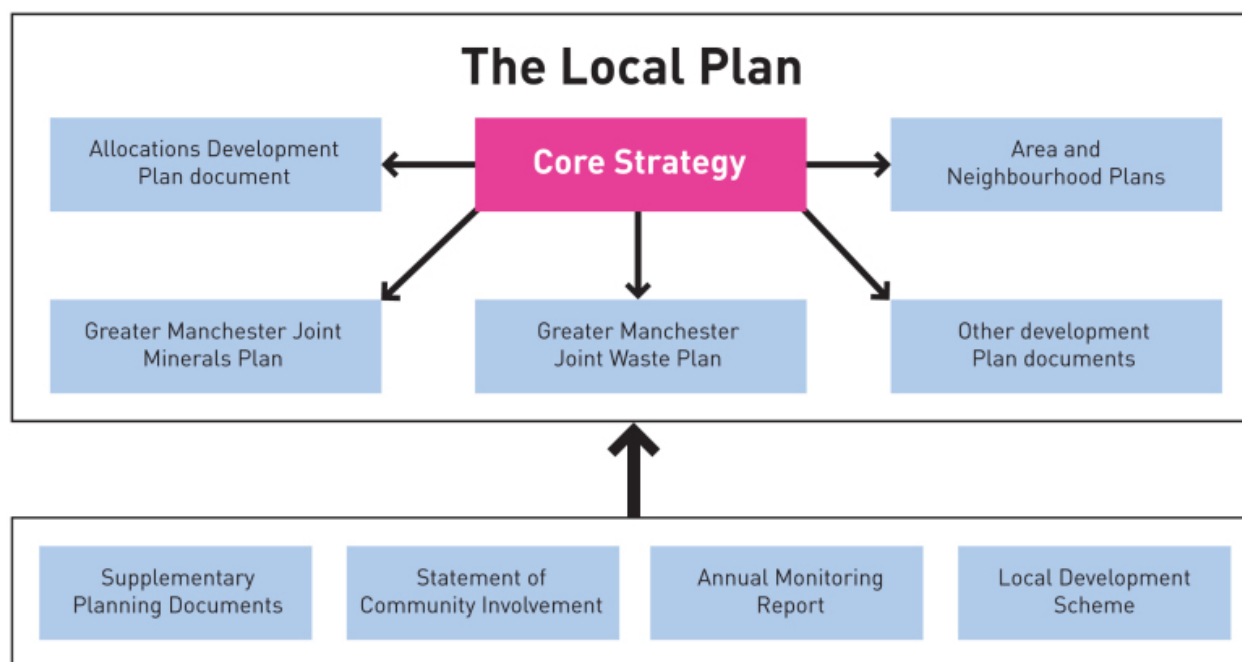 The Local Plan
Allocations Development
Plan document
Core Strategy
Area and
Neighbourhood Plans
Greater Manchester Joint
Minerals Plan
Greater Manchester
Joint Waste Plan
Other development
Plan documents
Supplementary
Planning Documents
Statement of
Community Involvement
Annual Monitoring
Report
Local Development
Scheme